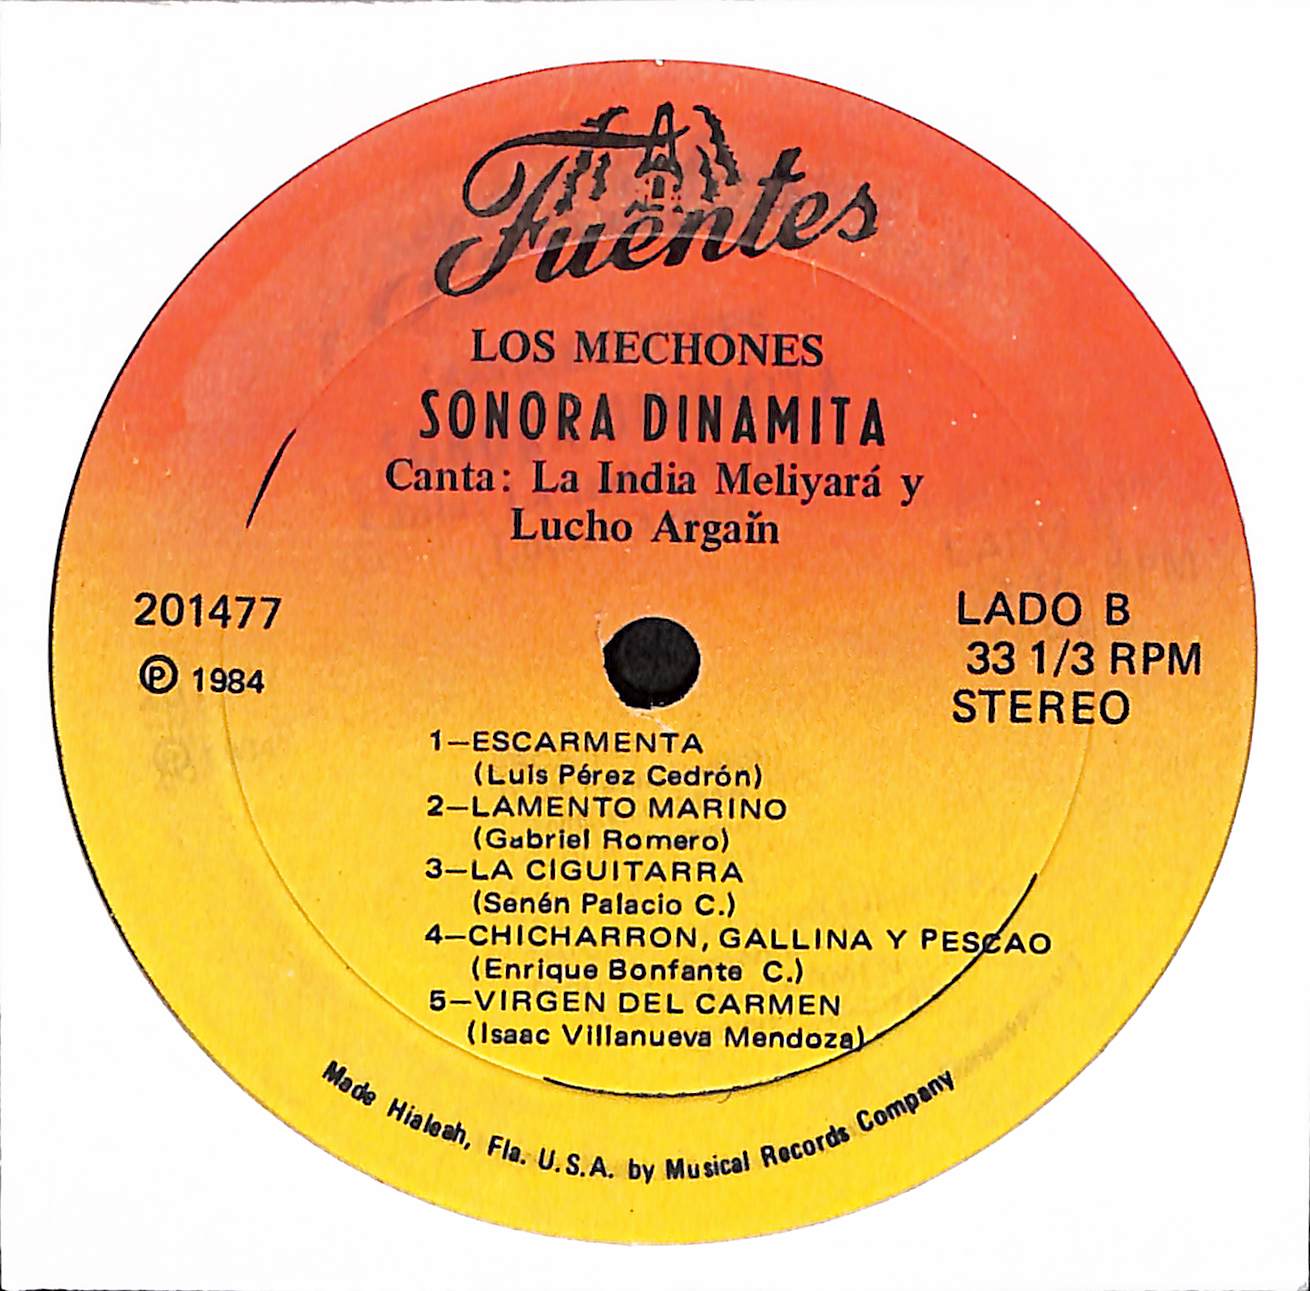 Fuentes
LOS MECHONES
SONORA DINAMITA
Canta: La India Meliyará y
Lucho Argaín
201477
℗ 1984
LADO B
33 1/3 RPM
STEREO
1—ESCARMENTA
(Luis Pérez Cedrón)
2—LAMENTO MARINO
(Gabriel Romero)
3—LA CIGUITARRA
(Senén Palacio C.)
4—CHICHARRON, GALLINA Y PESCAO
(Enrique Bonfante C.)
5—VIRGEN DEL CARMEN
(Isaac Villanueva Mendoza)
Made Hialeah, Fla. U.S.A. by Musical Records Company